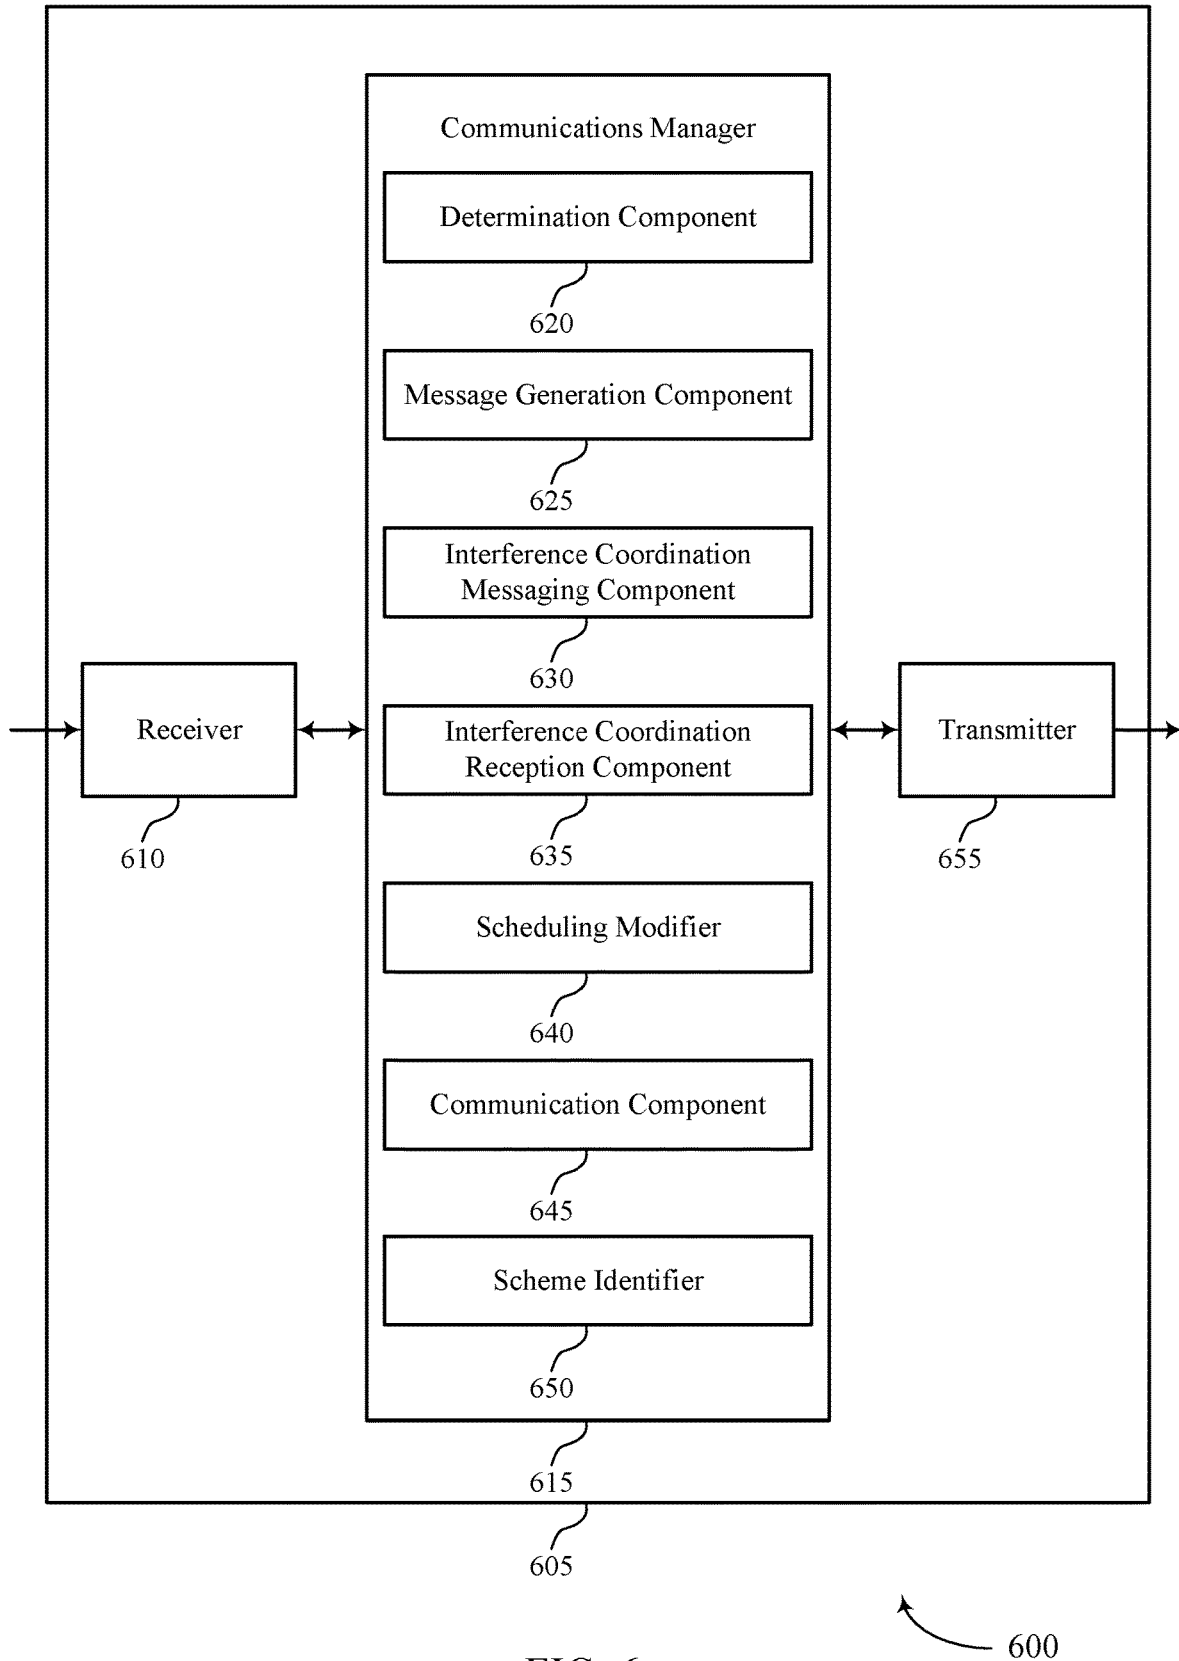 Communications Manager
Determination Component
620
Message Generation Component
625
Interference Coordination
Messaging Component
630
Receiver
610
Interference Coordination
Reception Component
635
Transmitter
655
Scheduling Modifier
640
Communication Component
645
Scheme Identifier
650
615
605
600